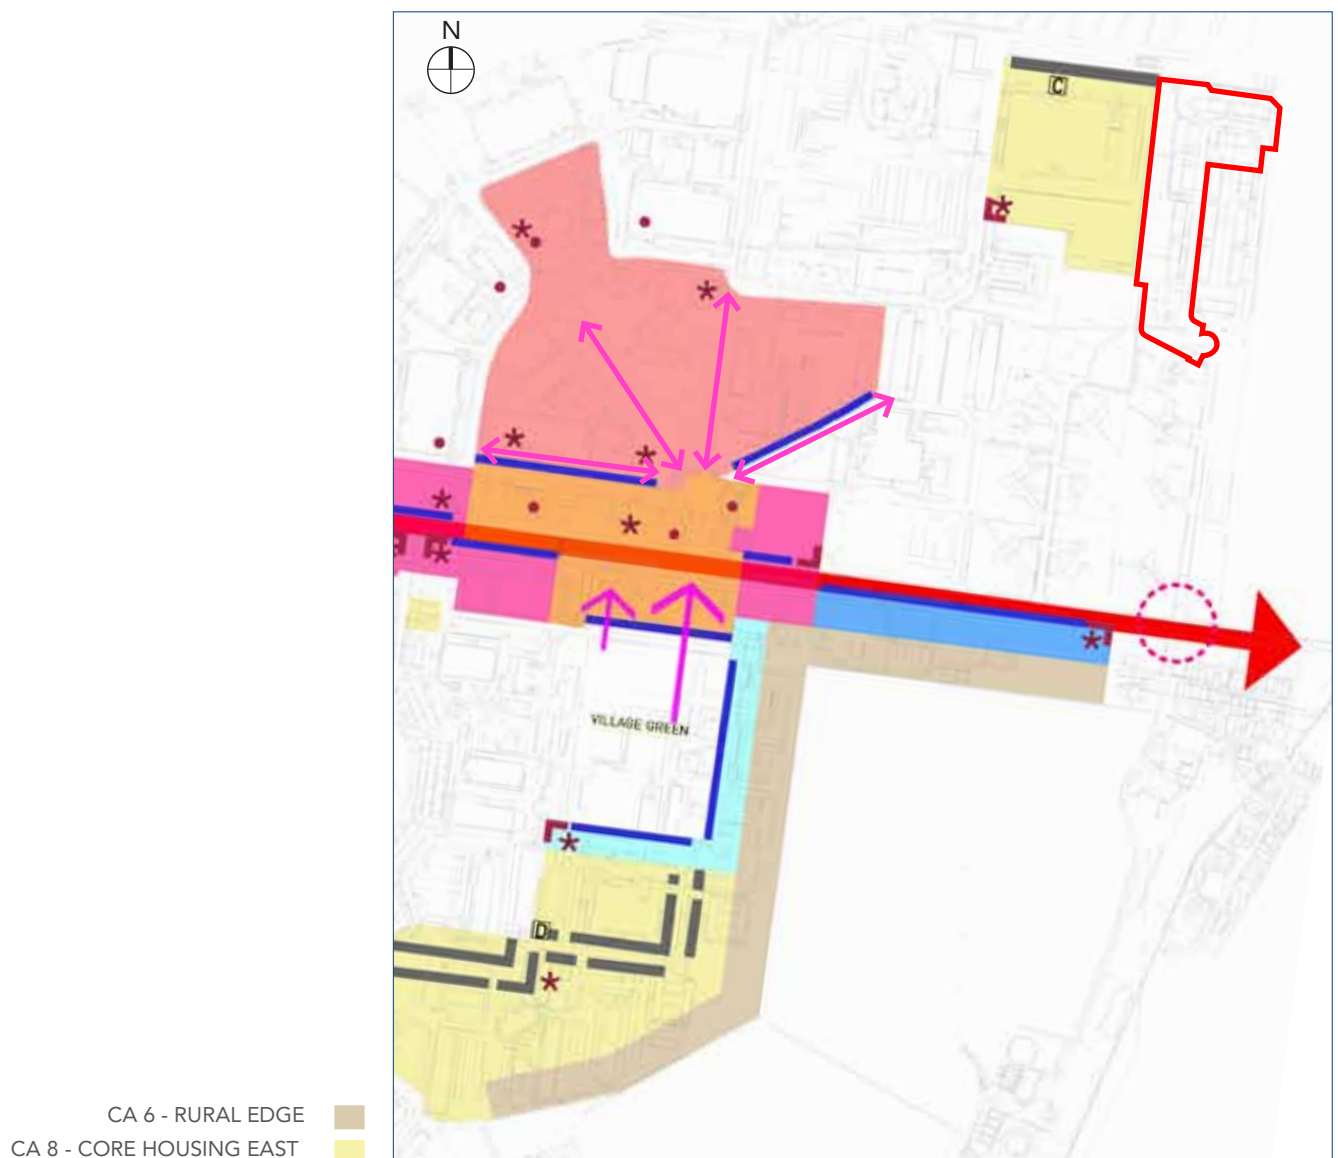 N
C
VILLAGE GREEN
D
CA 6 - RURAL EDGE
CA 8 - CORE HOUSING EAST